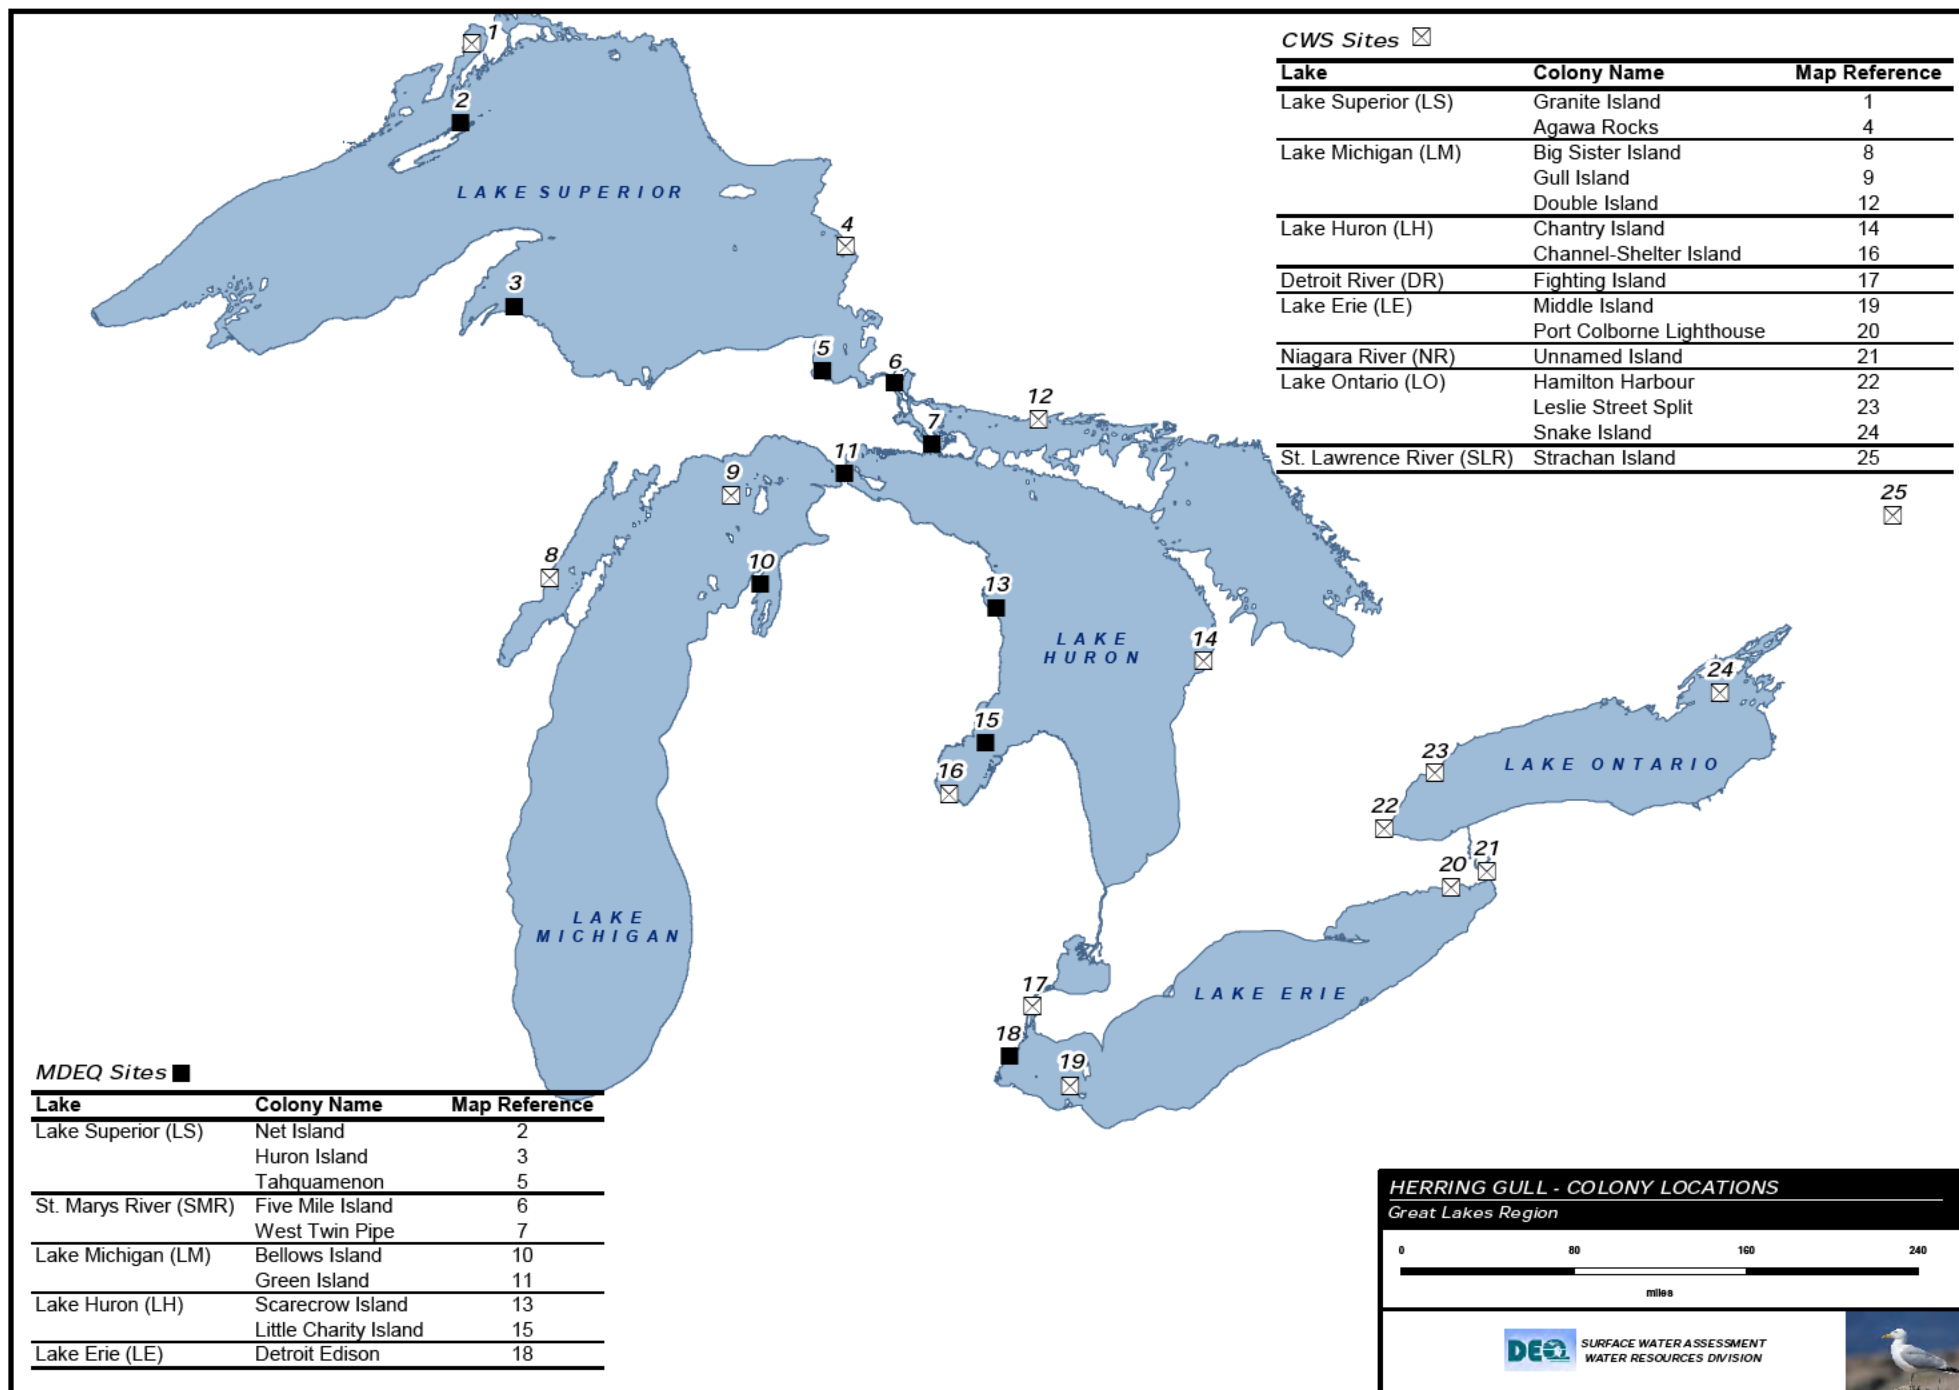 1
CWS Sites
Lake Colony Name Map Reference
Lake Superior (LS) Granite Island 1
Agawa Rocks 4
Lake Michigan (LM) Big Sister Island 8
Gull Island 9
Double Island 12
Lake Huron (LH) Chantry Island 14
Channel-Shelter Island 16
Detroit River (DR) Fighting Island 17
Lake Erie (LE) Middle Island 19
Port Colborne Lighthouse 20
Niagara River (NR) Unnamed Island 21
Lake Ontario (LO) Hamilton Harbour 22
Leslie Street Split 23
Snake Island 24
St. Lawrence River (SLR) Strachan Island 25
2
LAKE SUPERIOR
4
3
5
6
12
7
11
9
25
8
10
13
LAKE
HURON
14
24
15
23
LAKE ONTARIO
16
22
21
20
LAKE
MICHIGAN
17
LAKE ERIE
18
19
MDEQ Sites
Lake Colony Name Map Reference
Lake Superior (LS) Net Island 2
Huron Island 3
Tahquamenon 5
St. Marys River (SMR) Five Mile Island 6
West Twin Pipe 7
Lake Michigan (LM) Bellows Island 10
Green Island 11
Lake Huron (LH) Scarecrow Island 13
Little Charity Island 15
Lake Erie (LE) Detroit Edison 18
HERRING GULL - COLONY LOCATIONS
Great Lakes Region
0 80 160 240
miles
DEQ
SURFACE WATER ASSESSMENT
WATER RESOURCES DIVISION